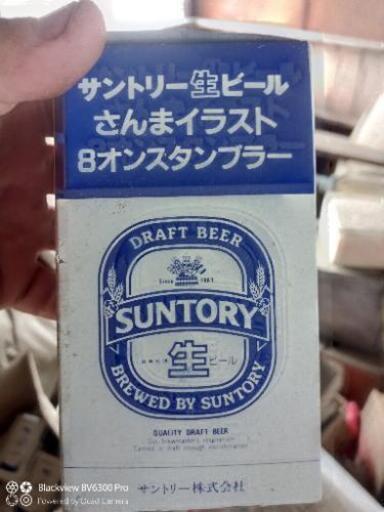 サントリー生ビール
さんまイラスト
8オンスタンブラー
DRAFT BEER
SUNTORY
生ビール
BREWED BY SUNTORY
QUALITY DRAFT BEER
サントリー株式会社
Blackview BV6300 Pro
Powered by Quad Camera